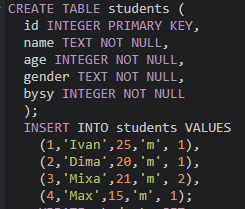 CREATE TABLE students (
id INTEGER PRIMARY KEY,
name TEXT NOT NULL,
age INTEGER NOT NULL,
gender TEXT NOT NULL,
bysy INTEGER NOT NULL
);
INSERT INTO students VALUES
(1,'Ivan',25,'m', 1),
(2,'Dima',20,'m', 1),
(3,'Mixa',21,'m', 2),
(4,'Max',15,'m', 1);